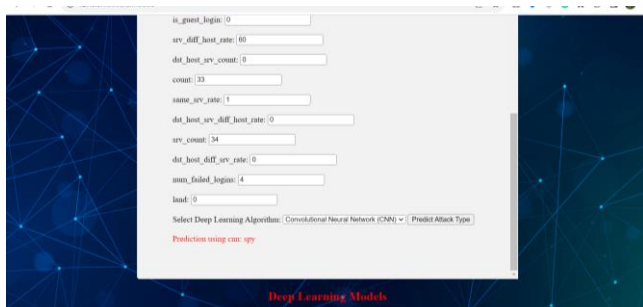 is_guest_login: 0
srv_diff_host_rate: 60
dst_host_srv_count: 0
count: 33
same_srv_rate: 1
dst_host_srv_diff_host_rate: 0
srv_count: 34
dst_host_diff_srv_rate: 0
num_failed_logins: 4
land: 0
Select Deep Learning Algorithm: Convolutional Neural Network (CNN) Predict Attack Type
Prediction using cnn: spy
Deep Learning Models